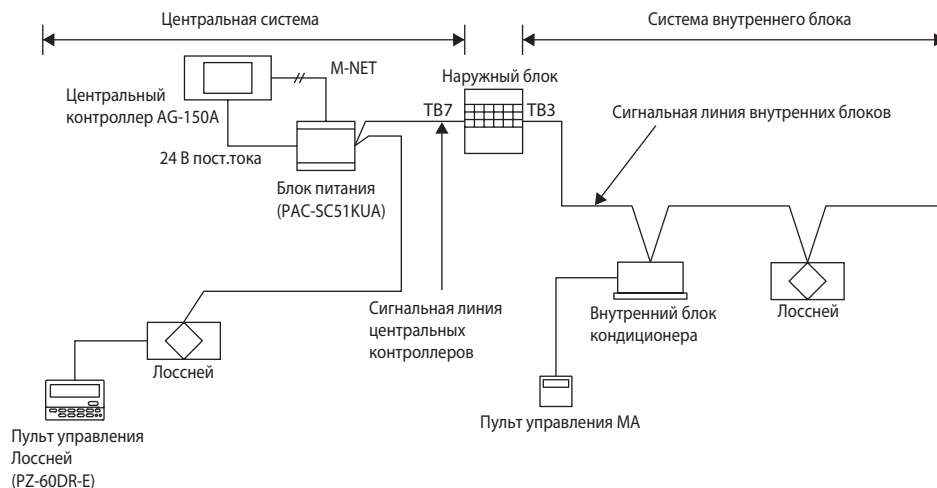 Центральная система
Система внутреннего блока
M-NET
Наружный блок
Центральный
контроллер AG-150A
TB7
TB3
Сигнальная линия внутренних блоков
24 В пост.тока
Блок питания
(PAC-SC51KUA)
Сигнальная линия
центральных
контроллеров
Внутренний блок
кондиционера
Лоссней
Лоссней
Пульт управления MA
Пульт управления
Лоссней
(PZ-60DR-E)